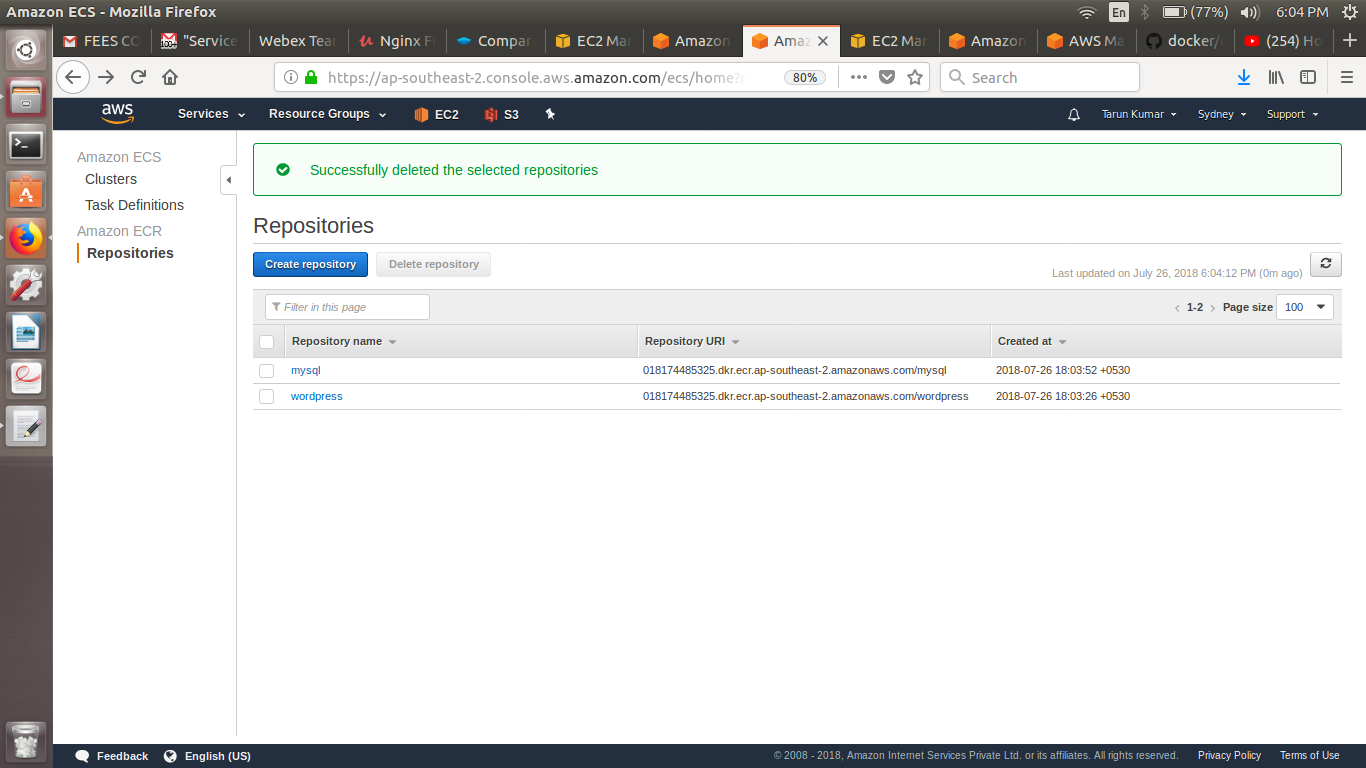 Amazon ECS - Mozilla Firefox
En
(77%)
6:04 PM
FEES CO
100+
"Service
Webex Tear
Nginx F
Compar
EC2 Mar
Amazon
Amaz
EC2 Mar
Amazon
AWS Ma
docker/
(254) Ho
https://ap-southeast-2.console.aws.amazon.com/ecs/home?
80%
Search
aws
Services
Resource Groups
EC2
S3
Tarun Kumar
Sydney
Support
Amazon ECS
Clusters
Task Definitions
Amazon ECR
Repositories
Successfully deleted the selected repositories
Repositories
Create repository
Delete repository
Last updated on July 26, 2018 6:04:12 PM (0m ago)
Filter in this page
1-2
Page size
100
Repository name
Repository URI
Created at
mysql
018174485325.dkr.ecr.ap-southeast-2.amazonaws.com/mysql
2018-07-26 18:03:52 +0530
wordpress
018174485325.dkr.ecr.ap-southeast-2.amazonaws.com/wordpress
2018-07-26 18:03:26 +0530
Feedback
English (US)
© 2008 - 2018, Amazon Internet Services Private Ltd. or its affiliates. All rights reserved.
Privacy Policy
Terms of Use